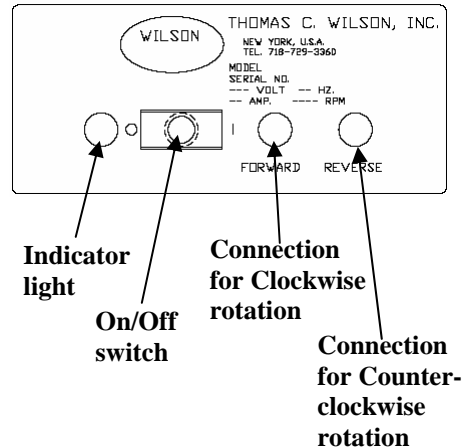 WILSON
THOMAS C. WILSON, INC.
NEW YORK, U.S.A.
TEL. 718-729-3360
MODEL
SERIAL NO.
--- VOLT -- HZ.
-- AMP. ---- RPM
O I
FORWARD REVERSE
Indicator
light
On/Off
switch
Connection
for Clockwise
rotation
Connection
for Counter-
clockwise
rotation